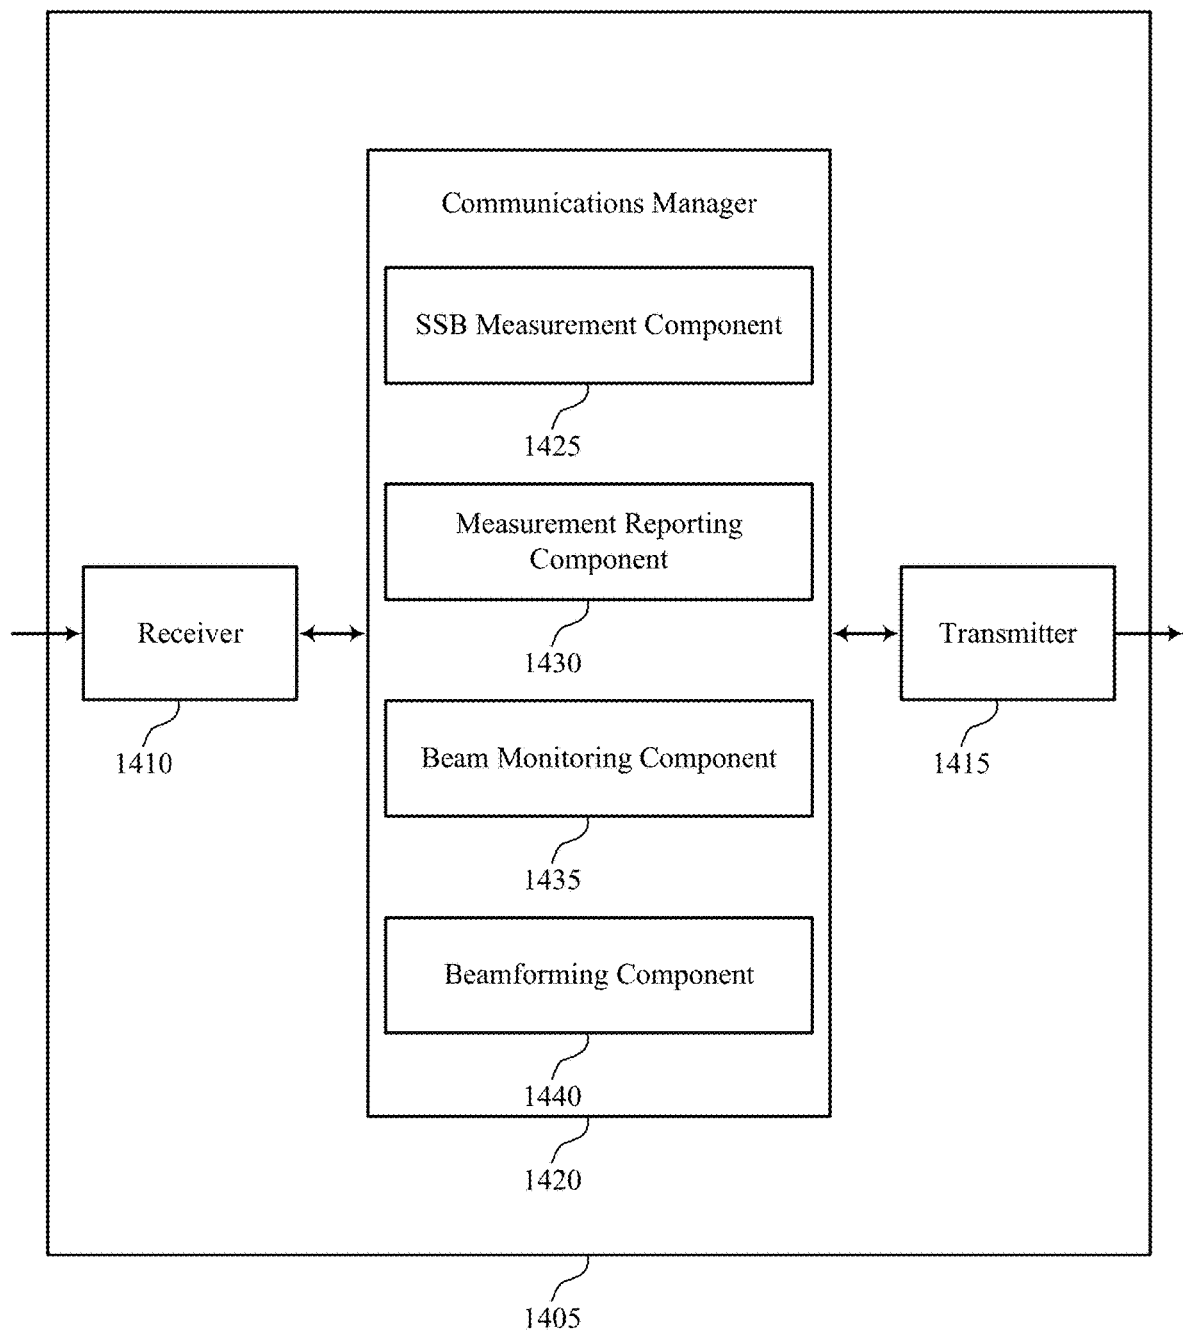 Communications Manager
SSB Measurement Component
1425
Measurement Reporting
Component
1430
Receiver
1410
Transmitter
1415
Beam Monitoring Component
1435
Beamforming Component
1440
1420
1405